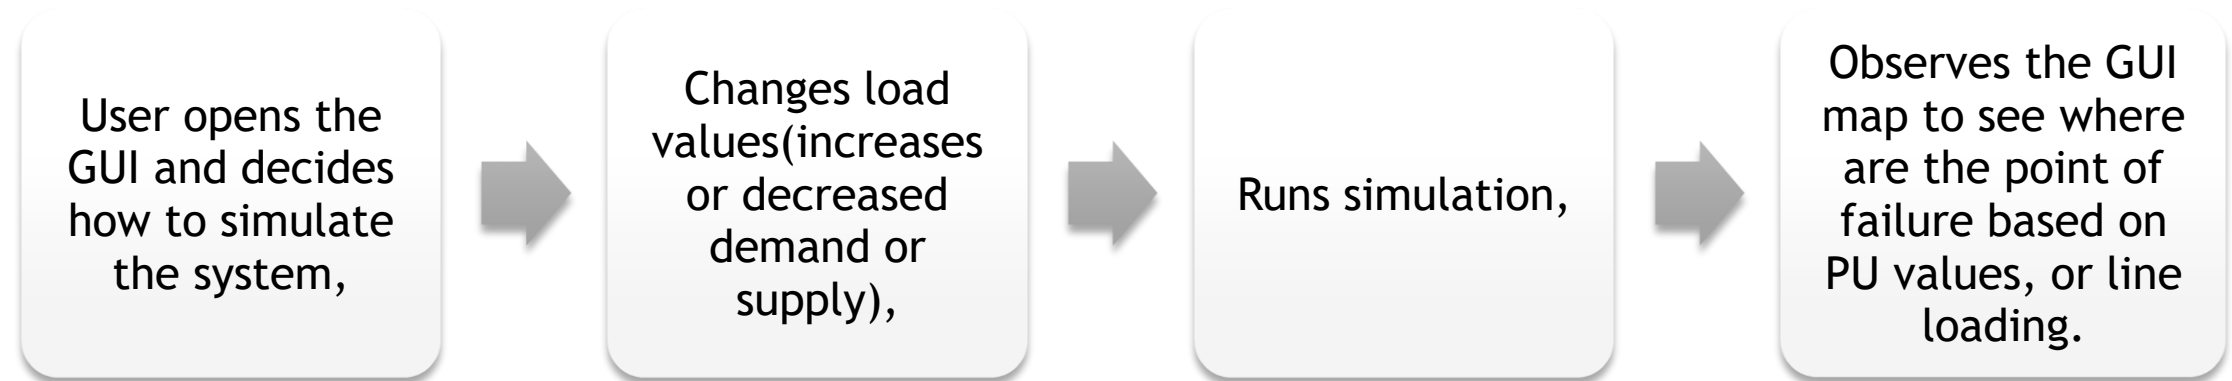 User opens the
GUI and decides
how to simulate
the system,
Changes load
values(increases
or decreased
demand or
supply),
Runs simulation,
Observes the GUI
map to see where
are the point of
failure based on
PU values, or line
loading.